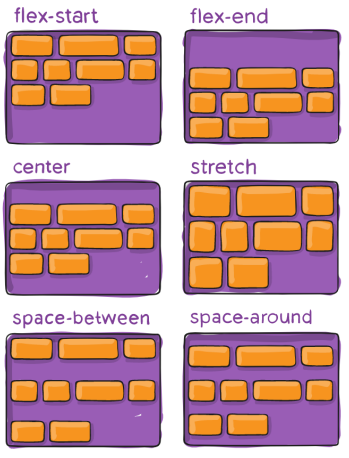 flex-start
flex-end
center
stretch
space-between
space-around